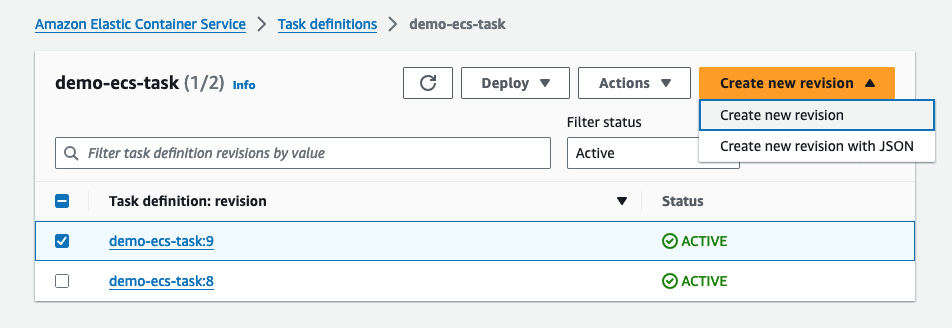 Amazon Elastic Container Service > Task definitions > demo-ecs-task
demo-ecs-task (1/2) Info
Deploy
Actions
Create new revision
Create new revision
Create new revision with JSON
Filter status
Filter task definition revisions by value
Active
Task definition: revision
Status
demo-ecs-task:9
ACTIVE
demo-ecs-task:8
ACTIVE